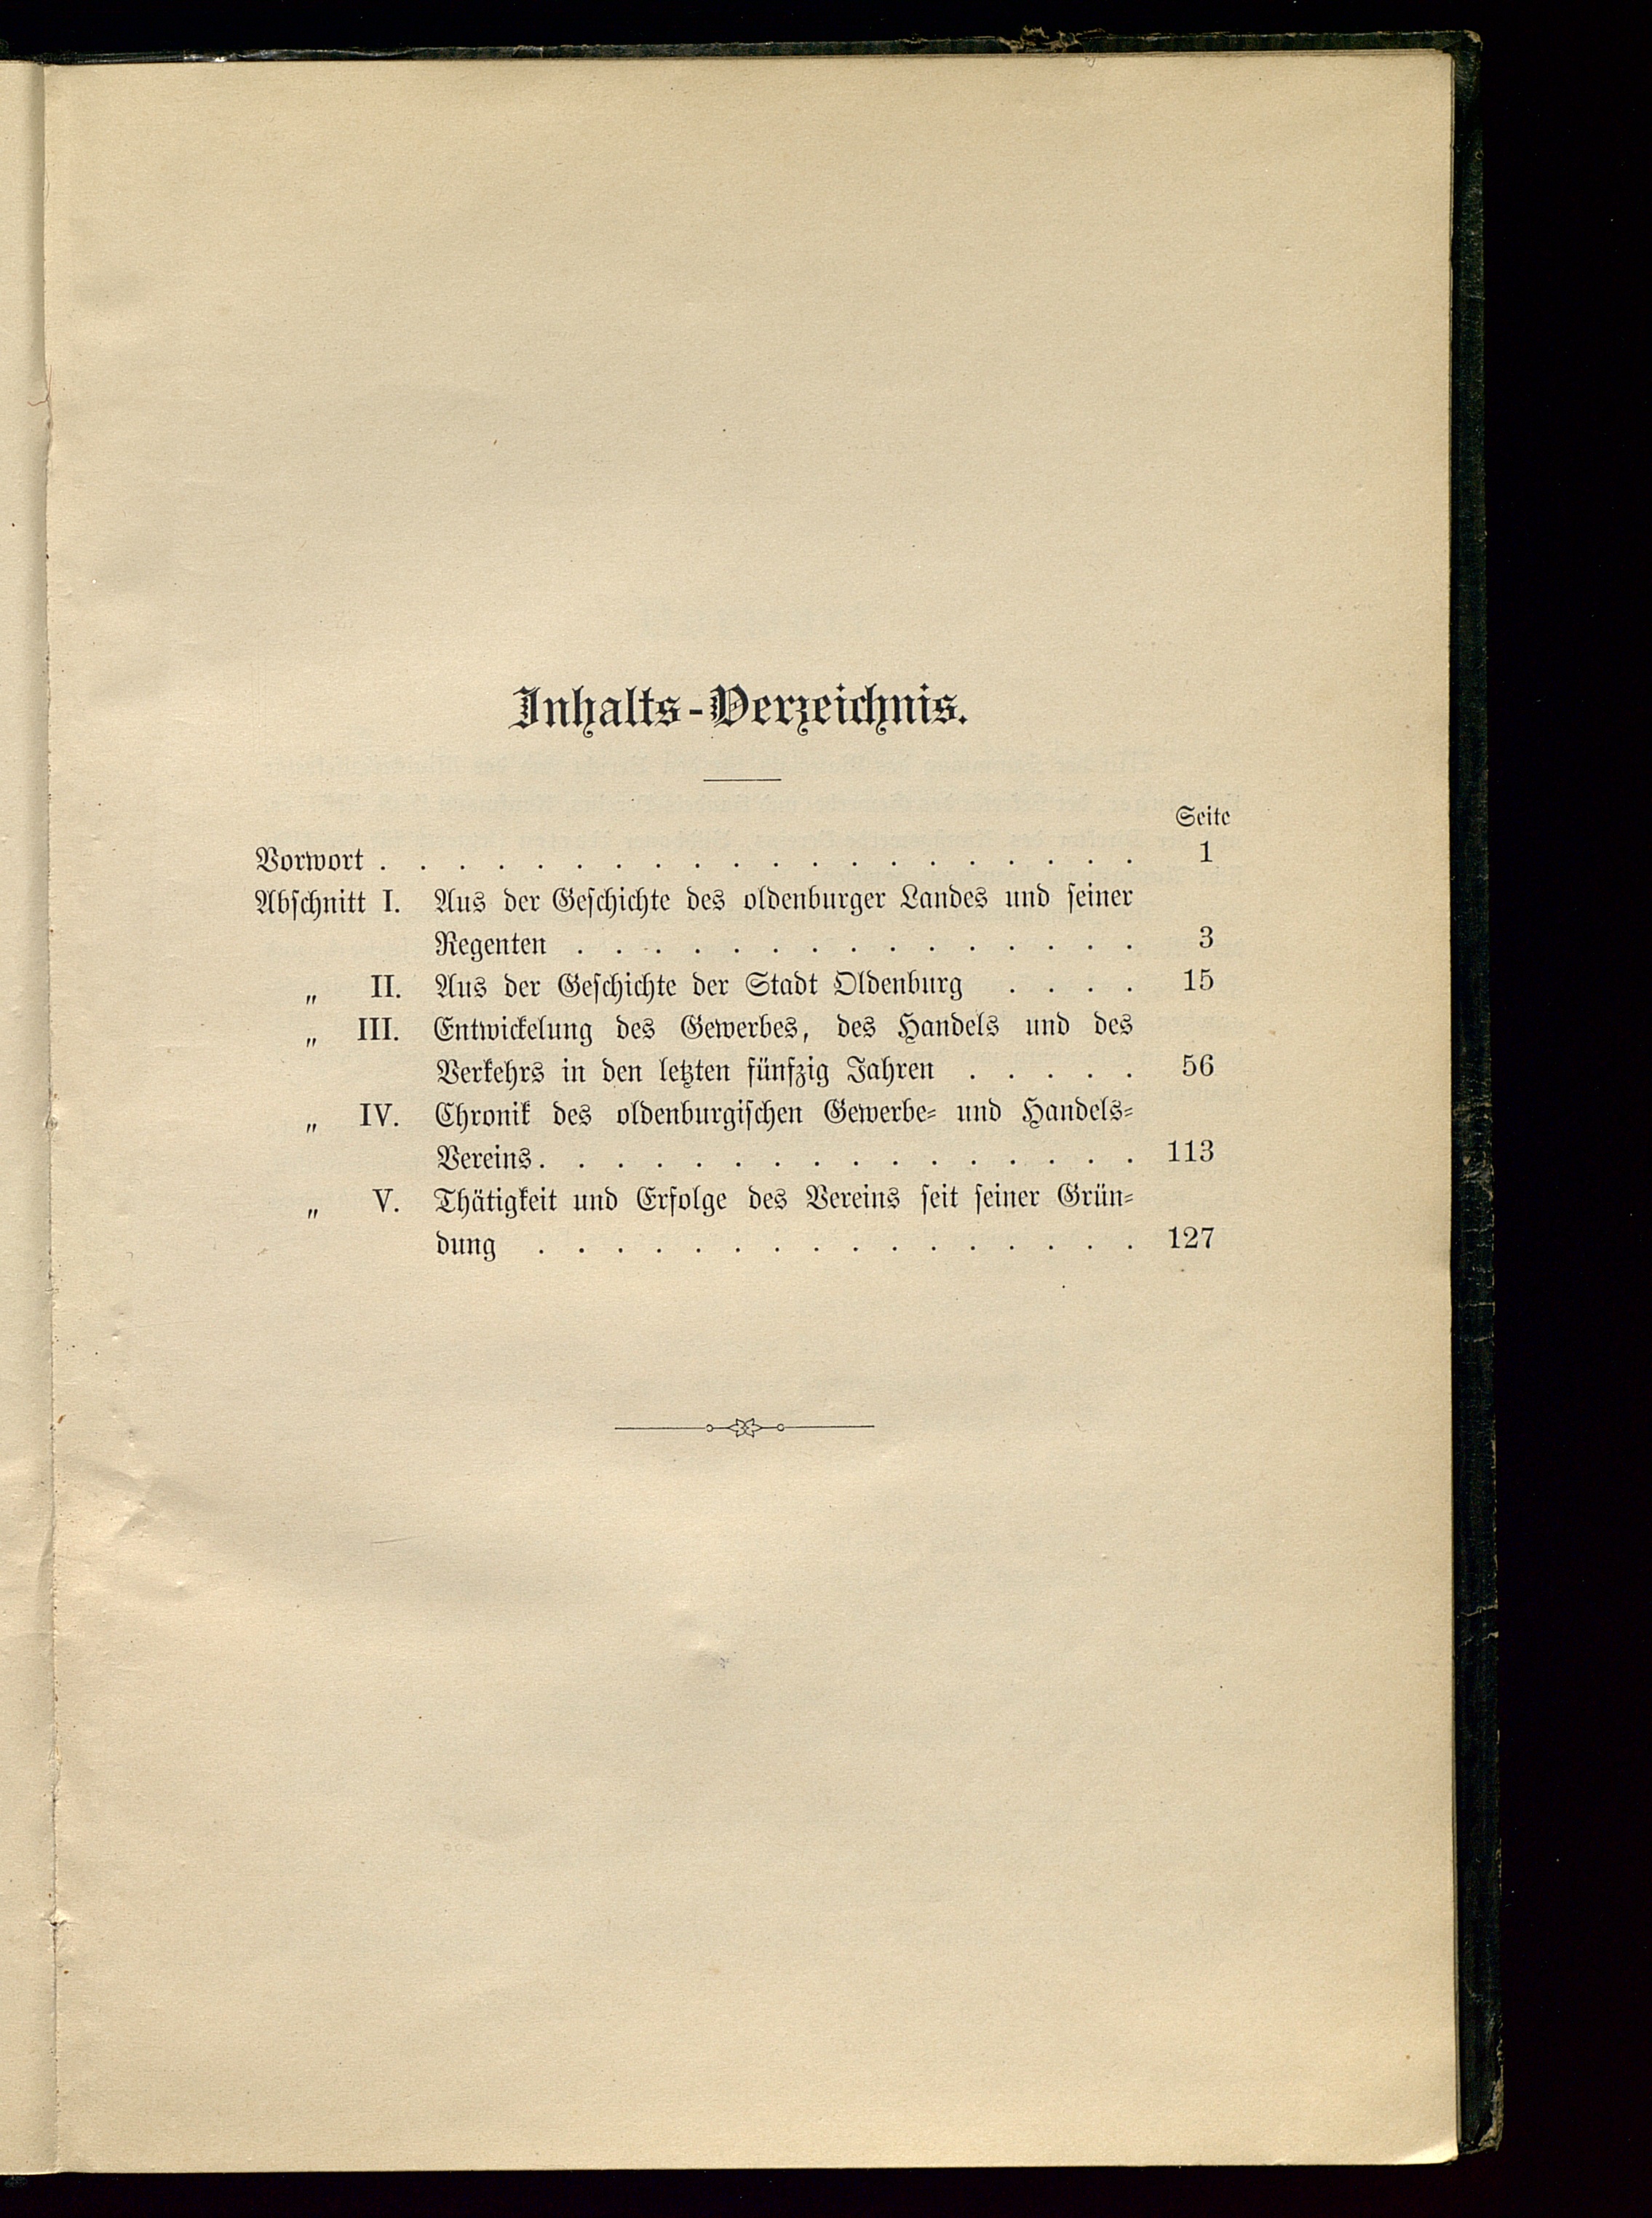 Inhalts-Verzeichnis.
Seite
Vorwort . . . . . . . . . . . . . . . . . . . . 1
Abschnitt I. Aus der Geschichte des oldenburger Landes und seiner
Regenten . . . . . . . . . . . . . . . 3
„ II. Aus der Geschichte der Stadt Oldenburg . . . . 15
„ III. Entwickelung des Gewerbes, des Handels und des
Verkehrs in den letzten fünfzig Jahren . . . . . 56
„ IV. Chronik des oldenburgischen Gewerbe- und Handels-
Vereins . . . . . . . . . . . . . . . . 113
„ V. Thätigkeit und Erfolge des Vereins seit seiner Grün-
dung . . . . . . . . . . . . . . . . 127